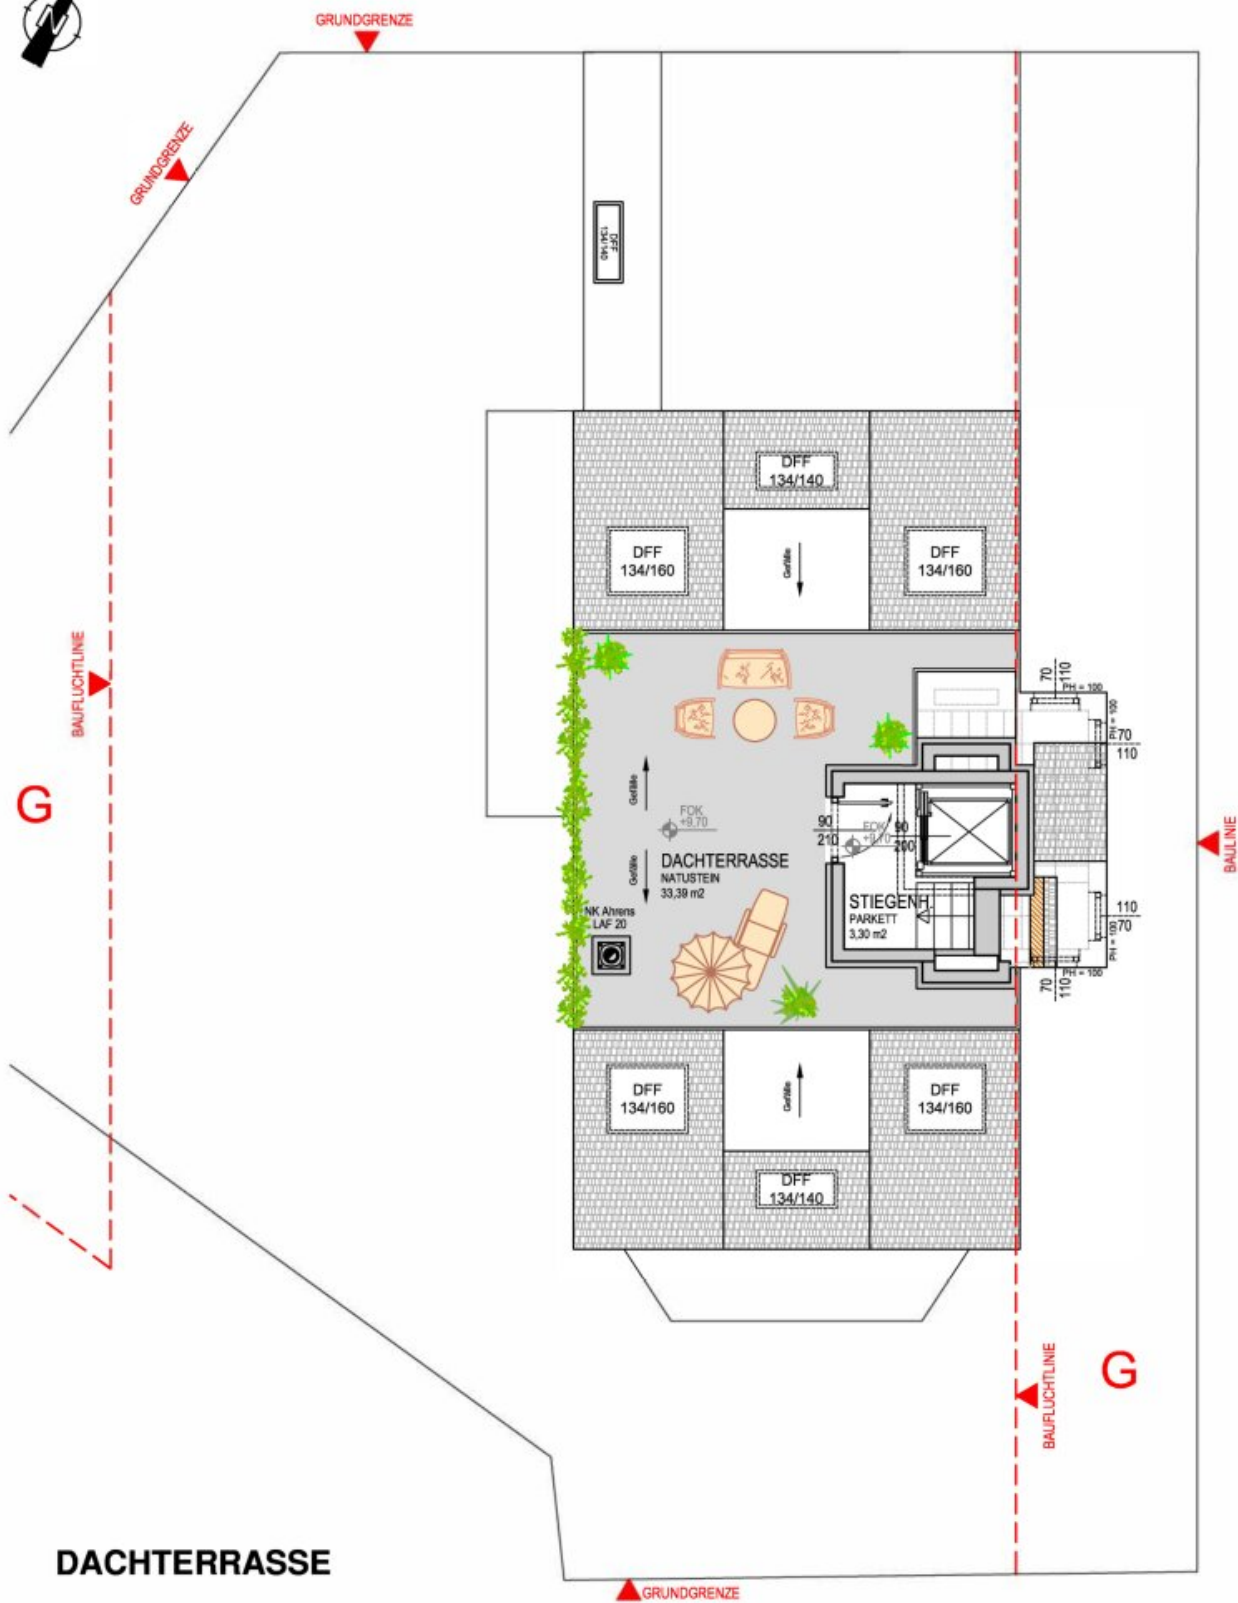 N
GRUNDGRENZE
GRUNDGRENZE
DFF
134/140
DFF
134/140
DFF
134/160
Gefälle
DFF
134/160
BAUFLUCHTLINIE
70
110
PH = 100
PH = 100
70
110
G
Gefälle
FOK
+9,70
90
210
FOK
+9,70
90
200
BAULINIE
Gefälle
DACHTERRASSE
NATUSTEIN
33,39 m2
STIEGENH.
PARKETT
3,30 m2
NK Ahrens
LAF 20
110
70
PH = 100
PH = 100
70
110
DFF
134/160
Gefälle
DFF
134/160
DFF
134/140
BAUFLUCHTLINIE
G
DACHTERRASSE
GRUNDGRENZE